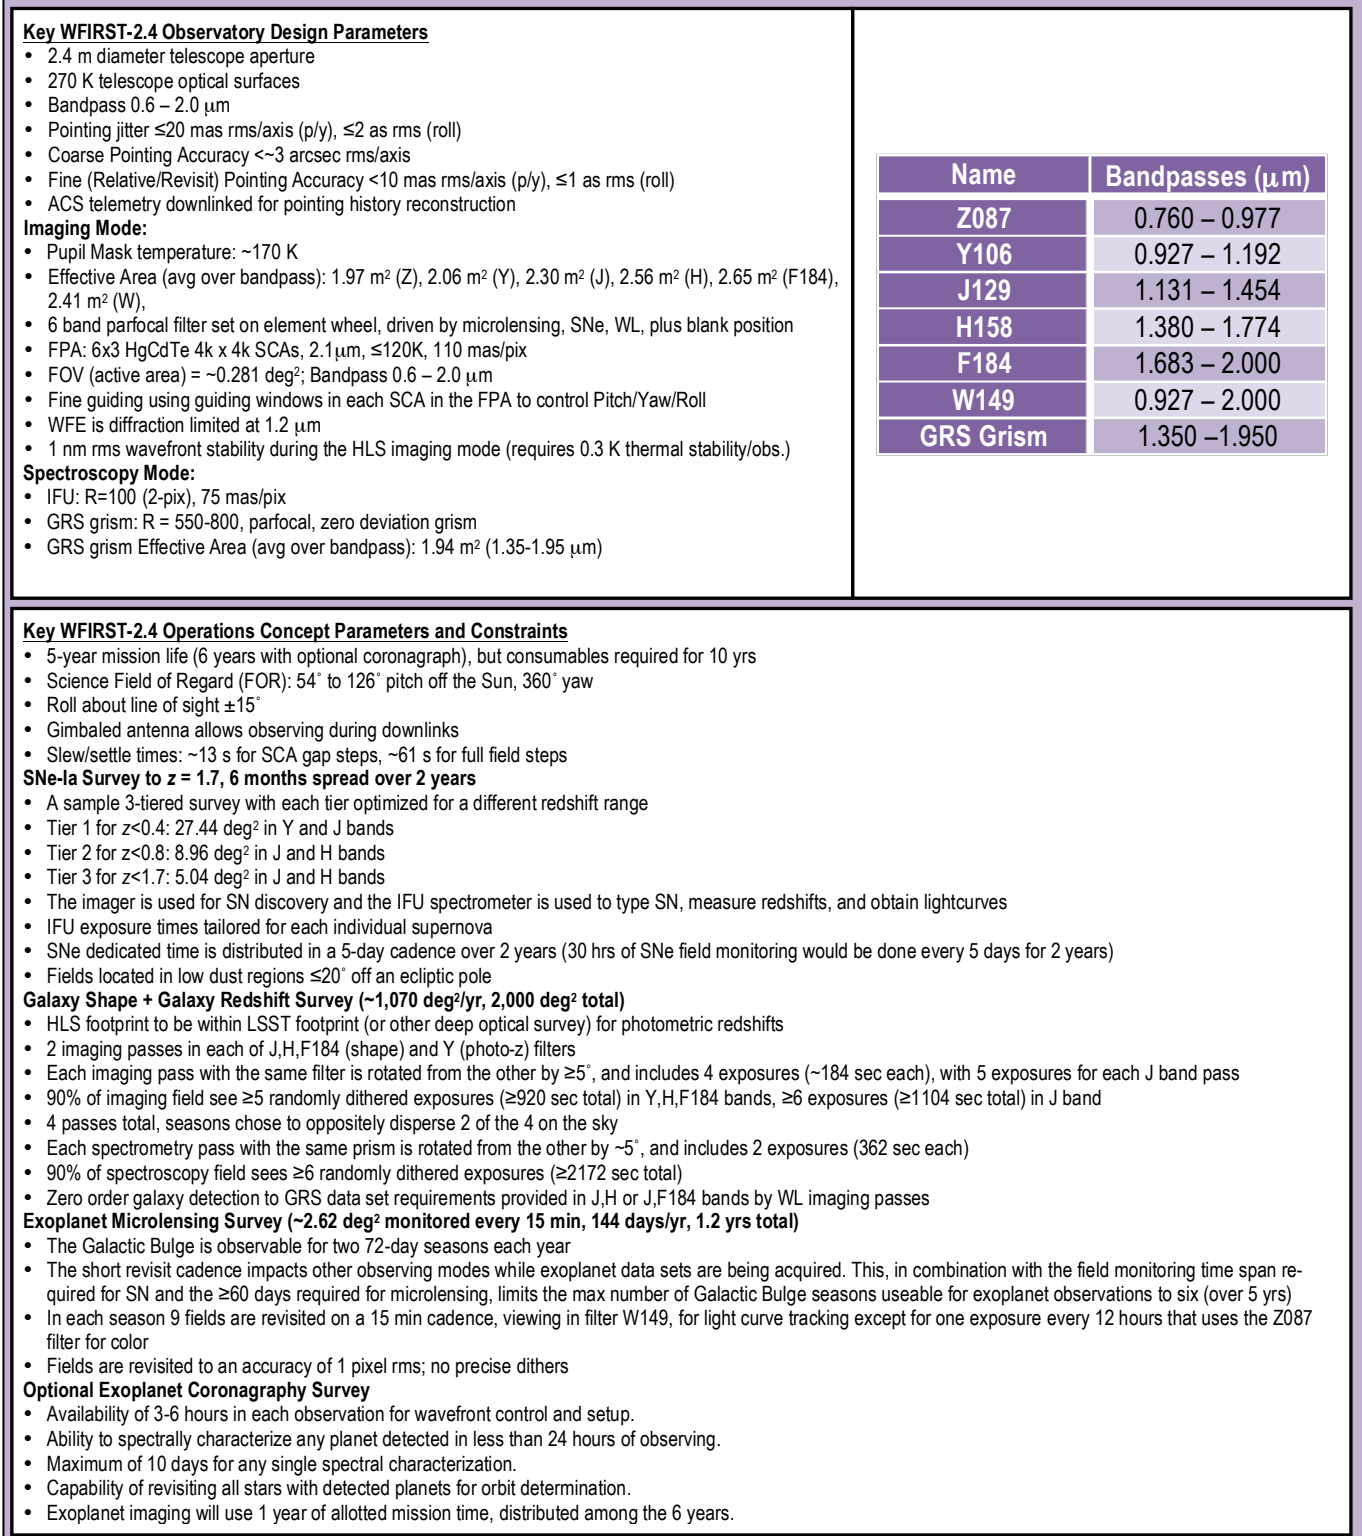 Key WFIRST-2.4 Observatory Design Parameters
• 2.4 m diameter telescope aperture
• 270 K telescope optical surfaces
• Bandpass 0.6 – 2.0 μm
• Pointing jitter ≤20 mas rms/axis (p/y), ≤2 as rms (roll)
• Coarse Pointing Accuracy <~3 arcsec rms/axis
• Fine (Relative/Revisit) Pointing Accuracy <10 mas rms/axis (p/y), ≤1 as rms (roll)
• ACS telemetry downlinked for pointing history reconstruction
Imaging Mode:
• Pupil Mask temperature: ~170 K
• Effective Area (avg over bandpass): 1.97 m² (Z), 2.06 m² (Y), 2.30 m² (J), 2.56 m² (H), 2.65 m² (F184),
2.41 m² (W),
• 6 band parfocal filter set on element wheel, driven by microlensing, SNe, WL, plus blank position
• FPA: 6x3 HgCdTe 4k x 4k SCAs, 2.1μm, ≤120K, 110 mas/pix
• FOV (active area) = ~0.281 deg²; Bandpass 0.6 – 2.0 μm
• Fine guiding using guiding windows in each SCA in the FPA to control Pitch/Yaw/Roll
• WFE is diffraction limited at 1.2 μm
• 1 nm rms wavefront stability during the HLS imaging mode (requires 0.3 K thermal stability/obs.)
Spectroscopy Mode:
• IFU: R=100 (2-pix), 75 mas/pix
• GRS grism: R = 550-800, parfocal, zero deviation grism
• GRS grism Effective Area (avg over bandpass): 1.94 m² (1.35-1.95 μm)
Name Bandpasses (μm)
Z087 0.760 – 0.977
Y106 0.927 – 1.192
J129 1.131 – 1.454
H158 1.380 – 1.774
F184 1.683 – 2.000
W149 0.927 – 2.000
GRS Grism 1.350 –1.950
Key WFIRST-2.4 Operations Concept Parameters and Constraints
• 5-year mission life (6 years with optional coronagraph), but consumables required for 10 yrs
• Science Field of Regard (FOR): 54˚ to 126˚ pitch off the Sun, 360˚ yaw
• Roll about line of sight ±15˚
• Gimbaled antenna allows observing during downlinks
• Slew/settle times: ~13 s for SCA gap steps, ~61 s for full field steps
SNe-Ia Survey to z = 1.7, 6 months spread over 2 years
• A sample 3-tiered survey with each tier optimized for a different redshift range
• Tier 1 for z<0.4: 27.44 deg² in Y and J bands
• Tier 2 for z<0.8: 8.96 deg² in J and H bands
• Tier 3 for z<1.7: 5.04 deg² in J and H bands
• The imager is used for SN discovery and the IFU spectrometer is used to type SN, measure redshifts, and obtain lightcurves
• IFU exposure times tailored for each individual supernova
• SNe dedicated time is distributed in a 5-day cadence over 2 years (30 hrs of SNe field monitoring would be done every 5 days for 2 years)
• Fields located in low dust regions ≤20˚ off an ecliptic pole
Galaxy Shape + Galaxy Redshift Survey (~1,070 deg²/yr, 2,000 deg² total)
• HLS footprint to be within LSST footprint (or other deep optical survey) for photometric redshifts
• 2 imaging passes in each of J,H,F184 (shape) and Y (photo-z) filters
• Each imaging pass with the same filter is rotated from the other by ≥5˚, and includes 4 exposures (~184 sec each), with 5 exposures for each J band pass
• 90% of imaging field see ≥5 randomly dithered exposures (≥920 sec total) in Y,H,F184 bands, ≥6 exposures (≥1104 sec total) in J band
• 4 passes total, seasons chose to oppositely disperse 2 of the 4 on the sky
• Each spectrometry pass with the same prism is rotated from the other by ~5˚, and includes 2 exposures (362 sec each)
• 90% of spectroscopy field sees ≥6 randomly dithered exposures (≥2172 sec total)
• Zero order galaxy detection to GRS data set requirements provided in J,H or J,F184 bands by WL imaging passes
Exoplanet Microlensing Survey (~2.62 deg² monitored every 15 min, 144 days/yr, 1.2 yrs total)
• The Galactic Bulge is observable for two 72-day seasons each year
• The short revisit cadence impacts other observing modes while exoplanet data sets are being acquired. This, in combination with the field monitoring time span re-
quired for SN and the ≥60 days required for microlensing, limits the max number of Galactic Bulge seasons useable for exoplanet observations to six (over 5 yrs)
• In each season 9 fields are revisited on a 15 min cadence, viewing in filter W149, for light curve tracking except for one exposure every 12 hours that uses the Z087
filter for color
• Fields are revisited to an accuracy of 1 pixel rms; no precise dithers
Optional Exoplanet Coronagraphy Survey
• Availability of 3-6 hours in each observation for wavefront control and setup.
• Ability to spectrally characterize any planet detected in less than 24 hours of observing.
• Maximum of 10 days for any single spectral characterization.
• Capability of revisiting all stars with detected planets for orbit determination.
• Exoplanet imaging will use 1 year of allotted mission time, distributed among the 6 years.